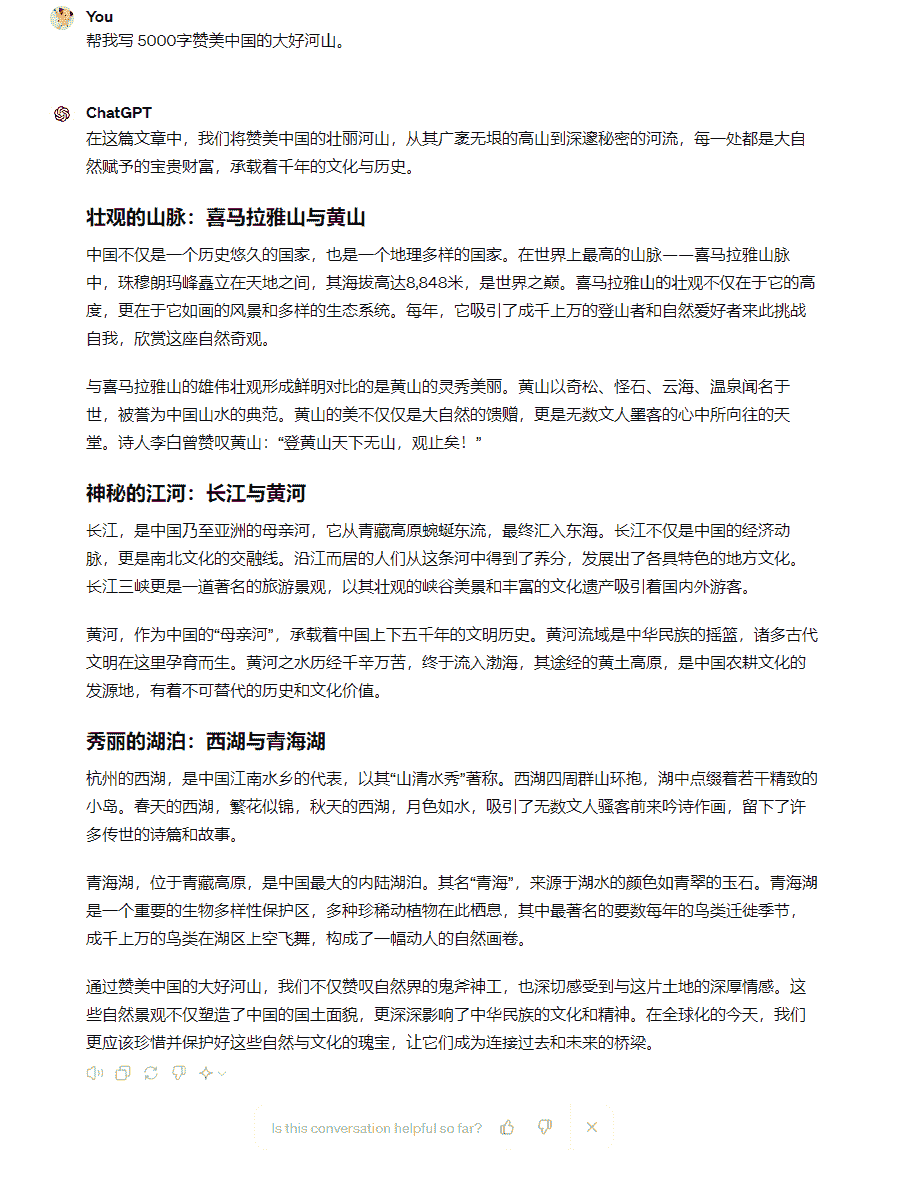 You
帮我写 5000字赞美中国的大好河山。
ChatGPT
在这篇文章中，我们将赞美中国的壮丽河山，从其广袤无垠的高山到深邃秘密的河流，每一处都是大自
然赋予的宝贵财富，承载着千年的文化与历史。
壮观的山脉：喜马拉雅山与黄山
中国不仅是一个历史悠久的国家，也是一个地理多样的国家。在世界上最高的山脉——喜马拉雅山脉
中，珠穆朗玛峰矗立在天地之间，其海拔高达8,848米，是世界之巅。喜马拉雅山的壮观不仅在于它的高
度，更在于它如画的风景和多样的生态系统。每年，它吸引了成千上万的登山者和自然爱好者来此挑战
自我，欣赏这座自然奇观。
与喜马拉雅山的雄伟壮观形成鲜明对比的是黄山的灵秀美丽。黄山以奇松、怪石、云海、温泉闻名于
世，被誉为中国山水的典范。黄山的美不仅仅是大自然的馈赠，更是无数文人墨客的心中所向往的天
堂。诗人李白曾赞叹黄山：“登黄山天下无山，观止矣！”
神秘的江河：长江与黄河
长江，是中国乃至亚洲的母亲河，它从青藏高原蜿蜒东流，最终汇入东海。长江不仅是中国的经济动
脉，更是南北文化的交融线。沿江而居的人们从这条河中得到了养分，发展出了各具特色的地方文化。
长江三峡更是一道著名的旅游景观，以其壮观的峡谷美景和丰富的文化遗产吸引着国内外游客。
黄河，作为中国的“母亲河”，承载着中国上下五千年的文明历史。黄河流域是中华民族的摇篮，诸多古代
文明在这里孕育而生。黄河之水历经千辛万苦，终于流入渤海，其途经的黄土高原，是中国农耕文化的
发源地，有着不可替代的历史和文化价值。
秀丽的湖泊：西湖与青海湖
杭州的西湖，是中国江南水乡的代表，以其“山清水秀”著称。西湖四周群山环抱，湖中点缀着若干精致的
小岛。春天的西湖，繁花似锦，秋天的西湖，月色如水，吸引了无数文人骚客前来吟诗作画，留下了许
多传世的诗篇和故事。
青海湖，位于青藏高原，是中国最大的内陆湖泊。其名“青海”，来源于湖水的颜色如青翠的玉石。青海湖
是一个重要的生物多样性保护区，多种珍稀动植物在此栖息，其中最著名的要数每年的鸟类迁徙季节，
成千上万的鸟类在湖区上空飞舞，构成了一幅动人的自然画卷。
通过赞美中国的大好河山，我们不仅赞叹自然界的鬼斧神工，也深切感受到与这片土地的深厚情感。这
些自然景观不仅塑造了中国的国土面貌，更深深影响了中华民族的文化和精神。在全球化的今天，我们
更应该珍惜并保护好这些自然与文化的瑰宝，让它们成为连接过去和未来的桥梁。
Is this conversation helpful so far?